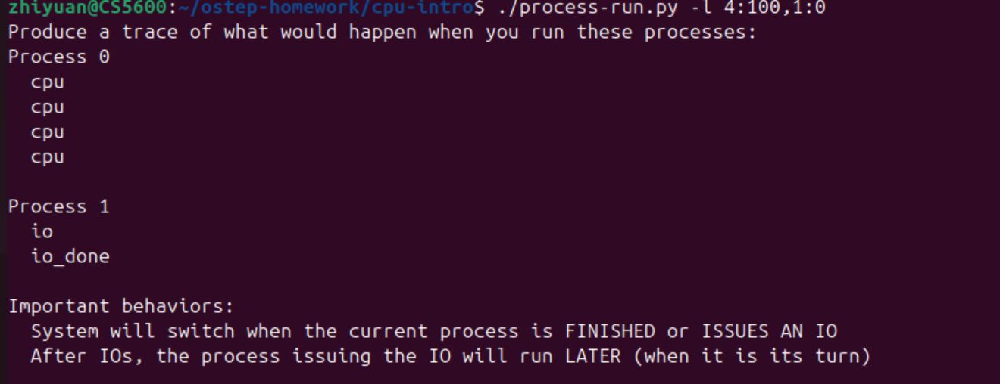 zhiyuan@CS5600:~/ostep-homework/cpu-intro$ ./process-run.py -l 4:100,1:0
Produce a trace of what would happen when you run these processes:
Process 0
  cpu
  cpu
  cpu
  cpu

Process 1
  io
  io_done

Important behaviors:
  System will switch when the current process is FINISHED or ISSUES AN IO
  After IOs, the process issuing the IO will run LATER (when it is its turn)